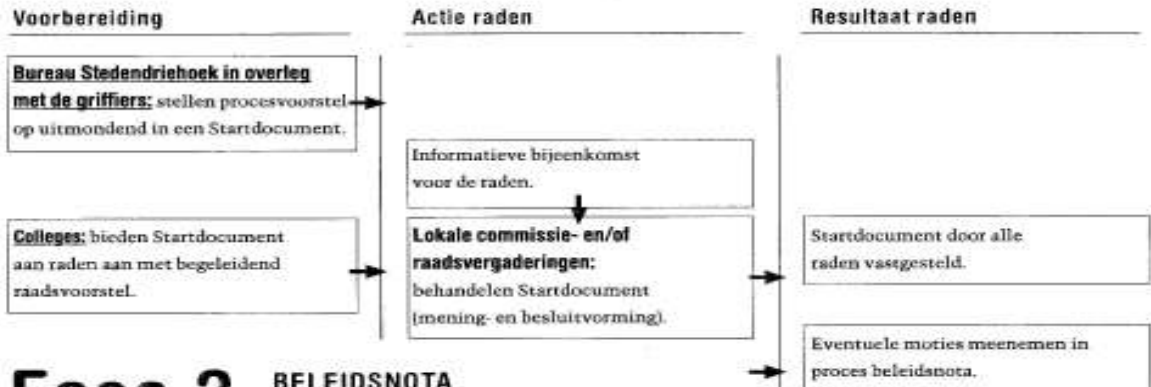 Voorbereiding
Actie raden
Resultaat raden
Bureau Stedendriehoek in overleg
met de griffiers: stellen procesvoorstel
op uitmondend in een Startdocument.
Informatieve bijeenkomst
voor de raden.
Colleges: bieden Startdocument
aan raden aan met begeleidend
raadsvoorstel.
Lokale commissie- en/of
raadsvergaderingen:
behandelen Startdocument
(mening- en besluitvorming).
Startdocument door alle
raden vastgesteld.
Eventuele moties meenemen in
proces beleidsnota.
BELEIDSNOTA